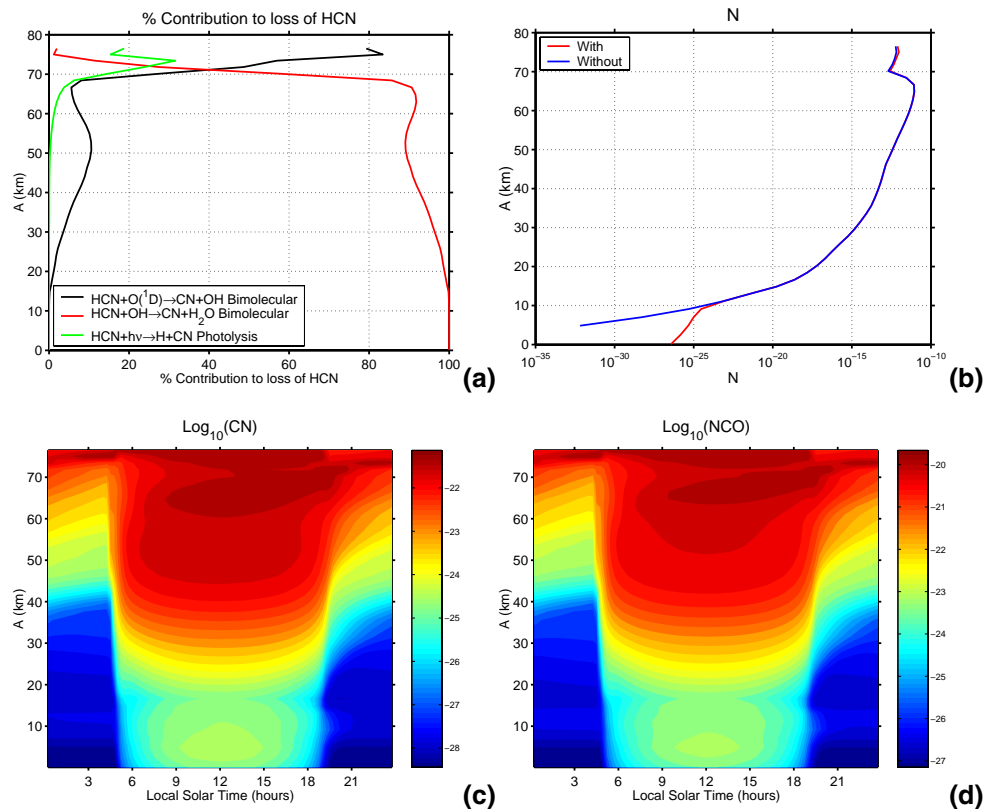 % Contribution to loss of HCN
80
70
60
50
40
30
20
10
0
A (km)
HCN+O(¹D)→CN+OH Bimolecular
HCN+OH→CN+H₂O Bimolecular
HCN+hν→H+CN Photolysis
0 20 40 60 80 100
% Contribution to loss of HCN
(a)
N
With
Without
80
70
60
50
40
30
20
10
0
A (km)
10⁻³⁵ 10⁻³⁰ 10⁻²⁵ 10⁻²⁰ 10⁻¹⁵ 10⁻¹⁰
N
(b)
Log₁₀(CN)
70
60
50
40
30
20
10
A (km)
3 6 9 12 15 18 21
Local Solar Time (hours)
-22
-23
-24
-25
-26
-27
-28
(c)
Log₁₀(NCO)
70
60
50
40
30
20
10
A (km)
3 6 9 12 15 18 21
Local Solar Time (hours)
-20
-21
-22
-23
-24
-25
-26
-27
(d)